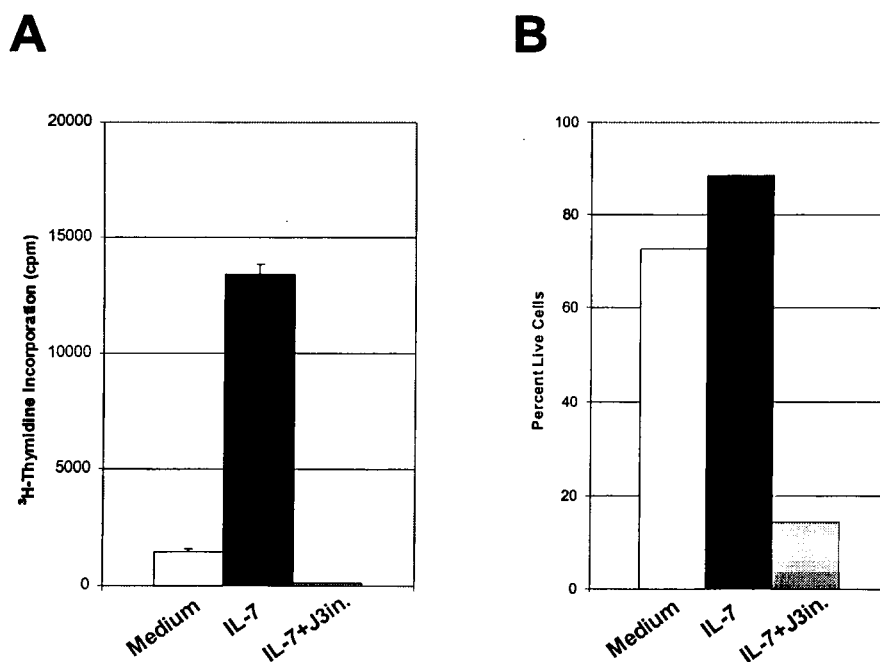 A
B
20000
15000
10000
5000
0
³H-Thymidine Incorporation (cpm)
Medium
IL-7
IL-7+J3in.
100
80
60
40
20
0
Percent Live Cells
Medium
IL-7
IL-7+J3in.